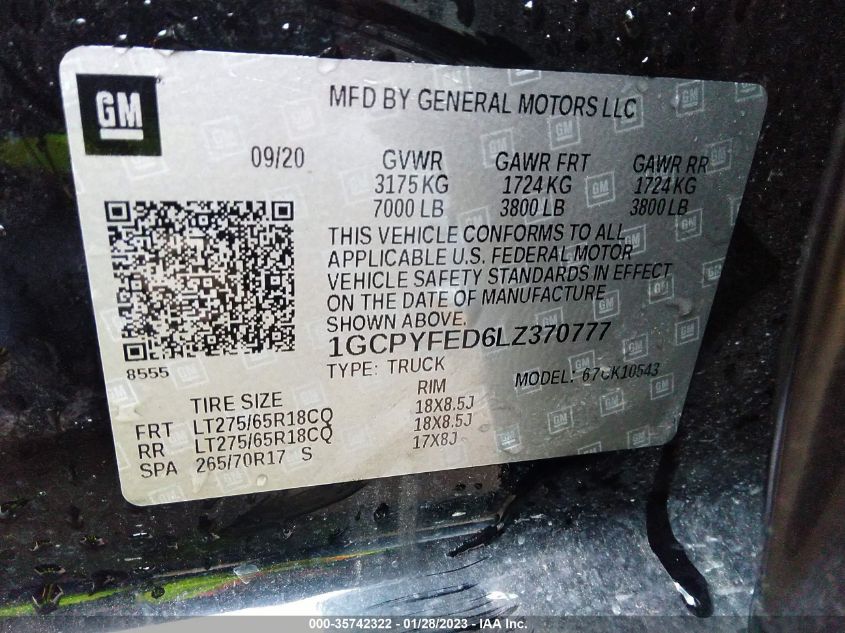 GM
MFD BY GENERAL MOTORS LLC
09/20
GVWR GAWR FRT GAWR RR
3175 KG 1724 KG 1724 KG
7000 LB 3800 LB 3800 LB
THIS VEHICLE CONFORMS TO ALL
APPLICABLE U.S. FEDERAL MOTOR
VEHICLE SAFETY STANDARDS IN EFFECT
ON THE DATE OF MANUFACTURE
SHOWN ABOVE.
1GCPYFED6LZ370777
8555
TYPE: TRUCK MODEL: 67CK10543
TIRE SIZE RIM
FRT LT275/65R18CQ 18X8.5J
RR LT275/65R18CQ 18X8.5J
SPA 265/70R17 S 17X8J
000-35742322 - 01/28/2023 - IAA Inc.